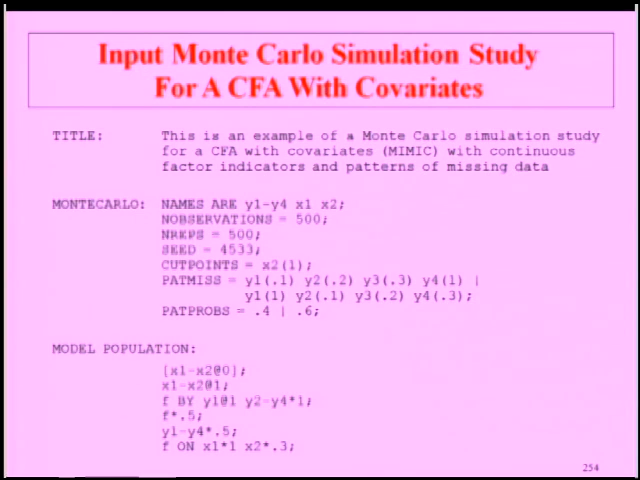 Input Monte Carlo Simulation Study
For A CFA With Covariates
TITLE: This is an example of a Monte Carlo simulation study
for a CFA with covariates (MIMIC) with continuous
factor indicators and patterns of missing data
MONTECARLO: NAMES ARE y1-y4 x1 x2;
NOBSERVATIONS = 500;
NREPS = 500;
SEED = 4533;
CUTPOINTS = x2(1);
PATMISS = y1(.1) y2(.2) y3(.3) y4(1) |
y1(1) y2(.1) y3(.2) y4(.3);
PATPROBS = .4 | .6;
MODEL POPULATION:
[x1-x2@0];
x1-x2@1;
f BY y1@1 y2-y4*1;
f*.5;
y1-y4*.5;
f ON x1*1 x2*.3;
254